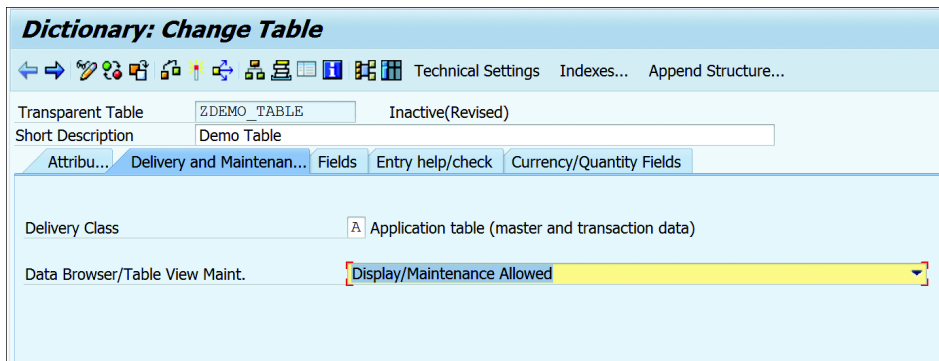 Dictionary: Change Table
Technical Settings Indexes... Append Structure...
Transparent Table ZDEMO_TABLE Inactive(Revised)
Short Description Demo Table
Attribu... Delivery and Maintenan... Fields Entry help/check Currency/Quantity Fields
Delivery Class A Application table (master and transaction data)
Data Browser/Table View Maint. Display/Maintenance Allowed